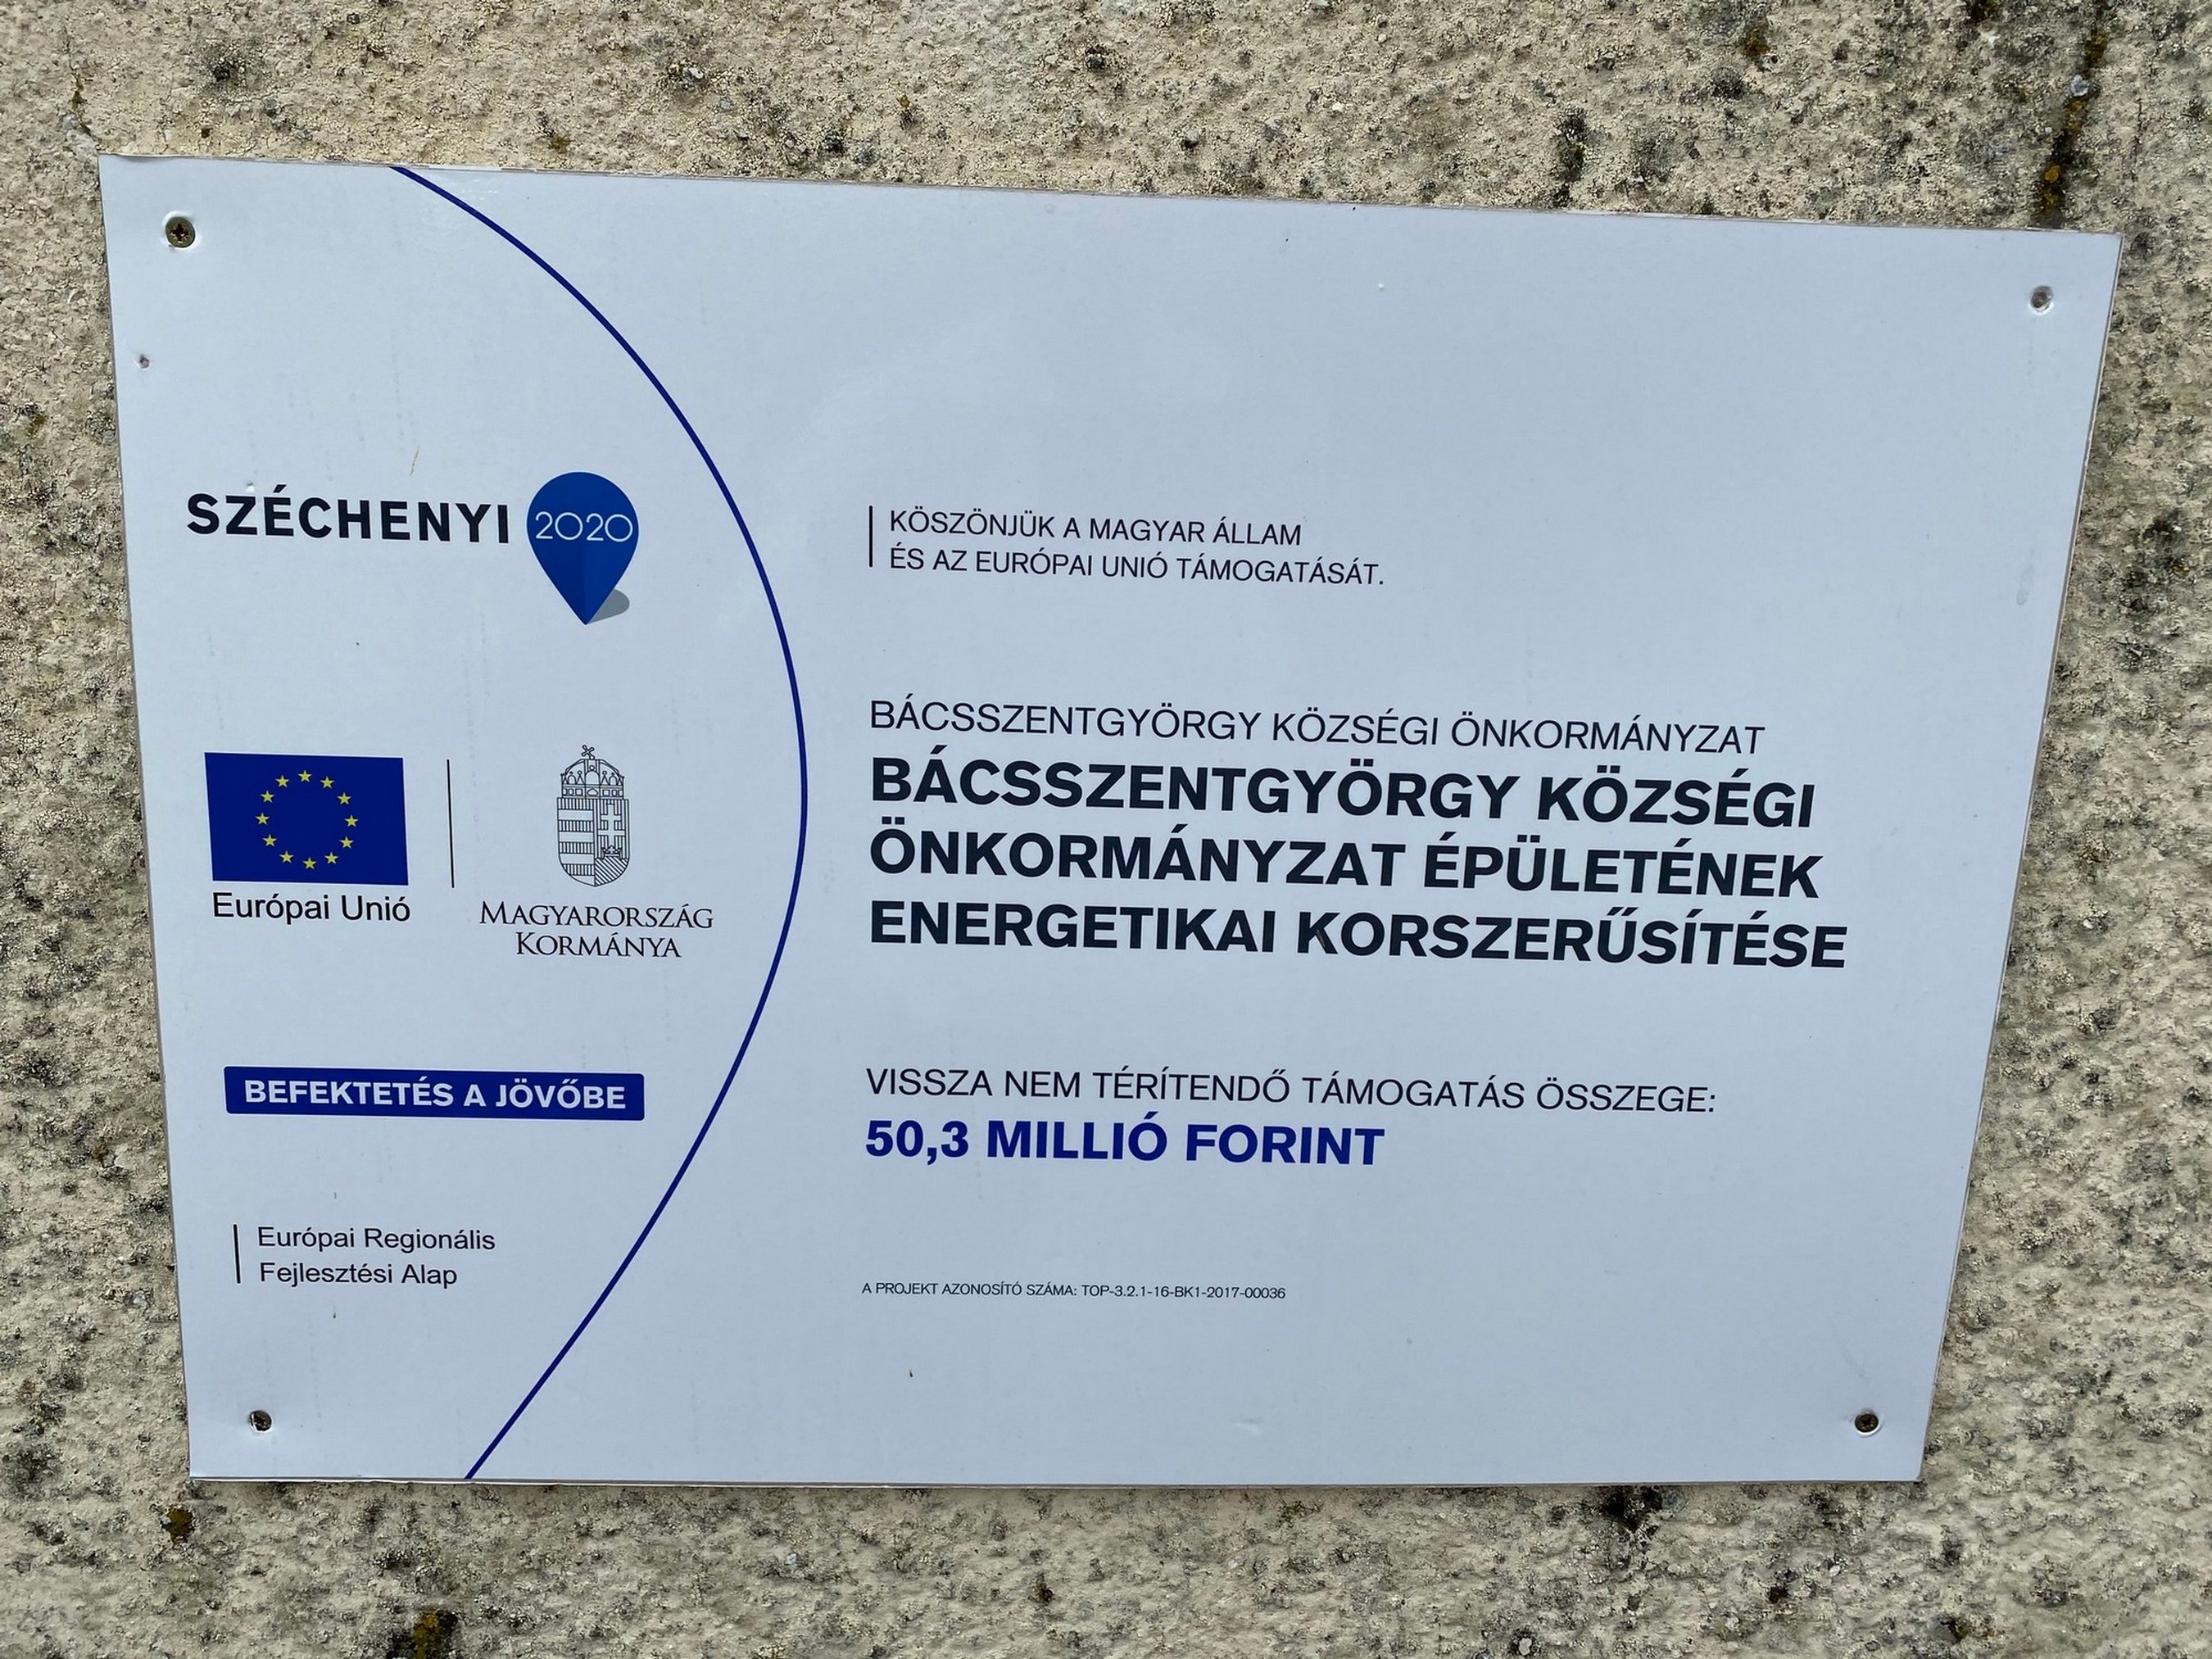 SZÉCHENYI 2020
Európai Unió
MAGYARORSZÁG
KORMÁNYA
BEFEKTETÉS A JÖVŐBE
Európai Regionális
Fejlesztési Alap
KÖSZÖNJÜK A MAGYAR ÁLLAM
ÉS AZ EURÓPAI UNIÓ TÁMOGATÁSÁT.
BÁCSSZENTGYÖRGY KÖZSÉGI ÖNKORMÁNYZAT
BÁCSSZENTGYÖRGY KÖZSÉGI
ÖNKORMÁNYZAT ÉPÜLETÉNEK
ENERGETIKAI KORSZERŰSÍTÉSE
VISSZA NEM TÉRÍTENDŐ TÁMOGATÁS ÖSSZEGE:
50,3 MILLIÓ FORINT
A PROJEKT AZONOSÍTÓ SZÁMA: TOP-3.2.1-16-BK1-2017-00036